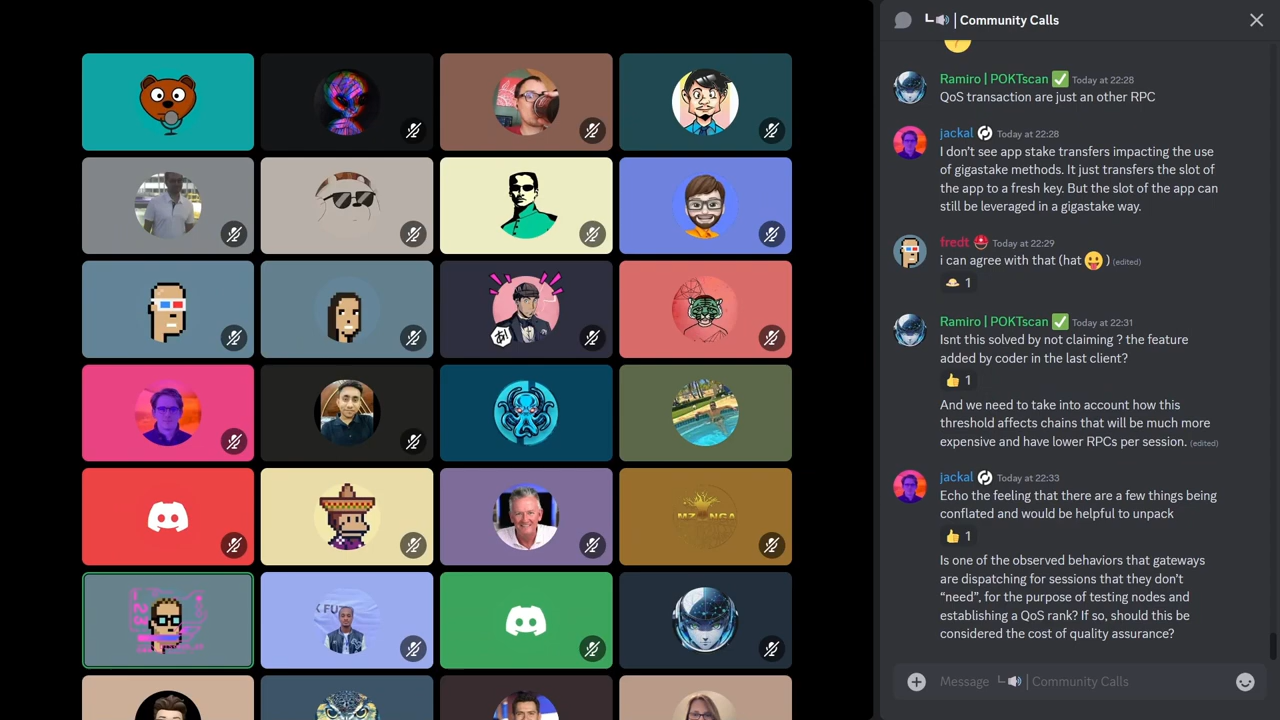 Community Calls
Ramiro | POKTscan ✅ Today at 22:28
QoS transaction are just an other RPC
jackal Today at 22:28
I don't see app stake transfers impacting the use
of gigastake methods. It just transfers the slot of
the app to a fresh key. But the slot of the app can
still be leveraged in a gigastake way.
fredt Today at 22:29
i can agree with that (hat 😛 ) (edited)
1
Ramiro | POKTscan ✅ Today at 22:31
Isnt this solved by not claiming ? the feature
added by coder in the last client?
👍 1
And we need to take into account how this
threshold affects chains that will be much more
expensive and have lower RPCs per session. (edited)
jackal Today at 22:33
Echo the feeling that there are a few things being
conflated and would be helpful to unpack
👍 1
Is one of the observed behaviors that gateways
are dispatching for sessions that they don't
“need”, for the purpose of testing nodes and
establishing a QoS rank? If so, should this be
considered the cost of quality assurance?
Message └🔊 | Community Calls